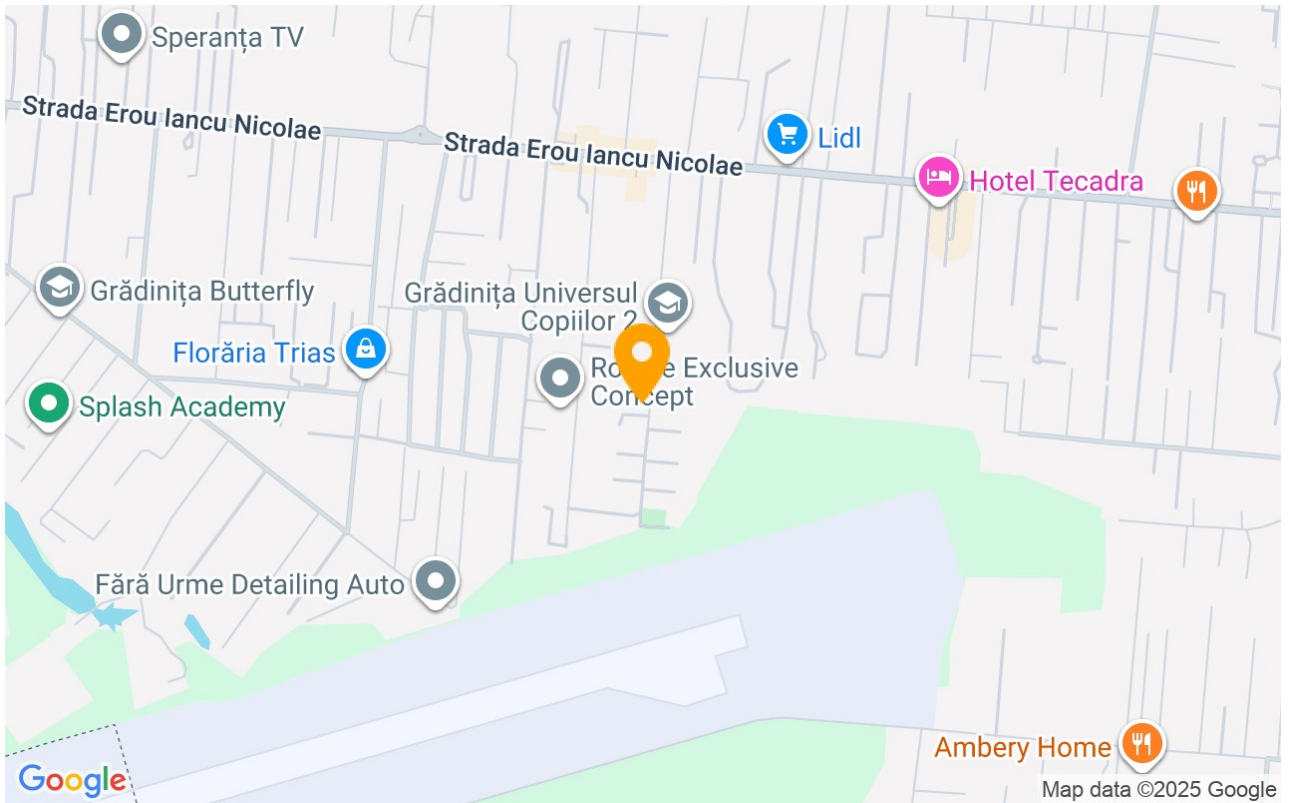 Speranța TV
Strada Erou Iancu Nicolae
Strada Erou Iancu Nicolae
Lidl
Hotel Tecadra
Grădinița Butterfly
Grădinița Universul
Copiilor 2
Florăria Trias
Exclusive
Concept
Splash Academy
Fără Urme Detailing Auto
Ambery Home
Google
Map data ©2025 Google